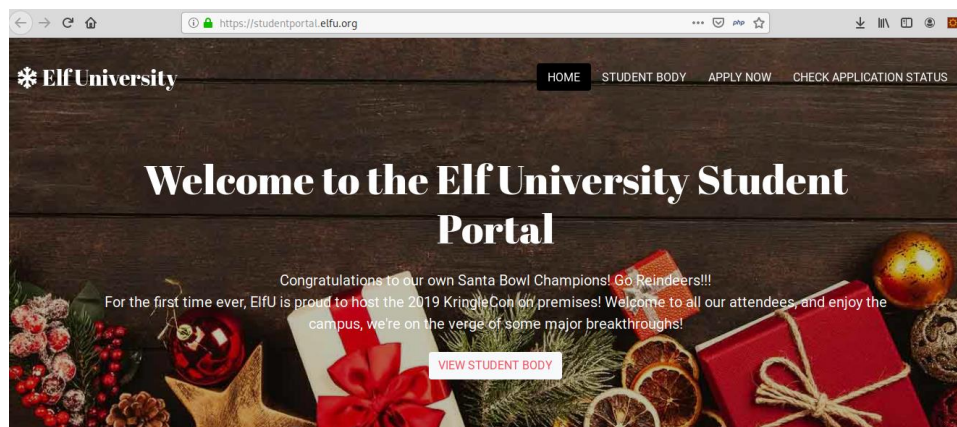 https://studentportal.elfu.org
php
Elf University
HOME STUDENT BODY APPLY NOW CHECK APPLICATION STATUS
Welcome to the Elf University Student
Portal
Congratulations to our own Santa Bowl Champions! Go Reindeers!!!
For the first time ever, ElfU is proud to host the 2019 KringleCon on premises! Welcome to all our attendees, and enjoy the
campus, we're on the verge of some major breakthroughs!
VIEW STUDENT BODY